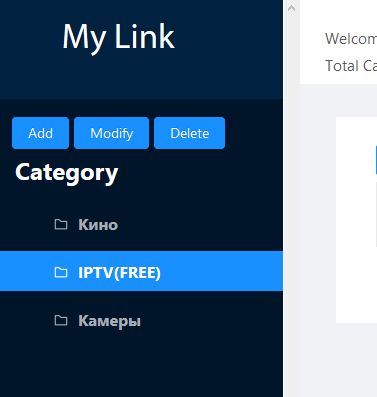 My Link
Welcom
Total Ca
Add Modify Delete
Category
Кино
IPTV(FREE)
Камеры